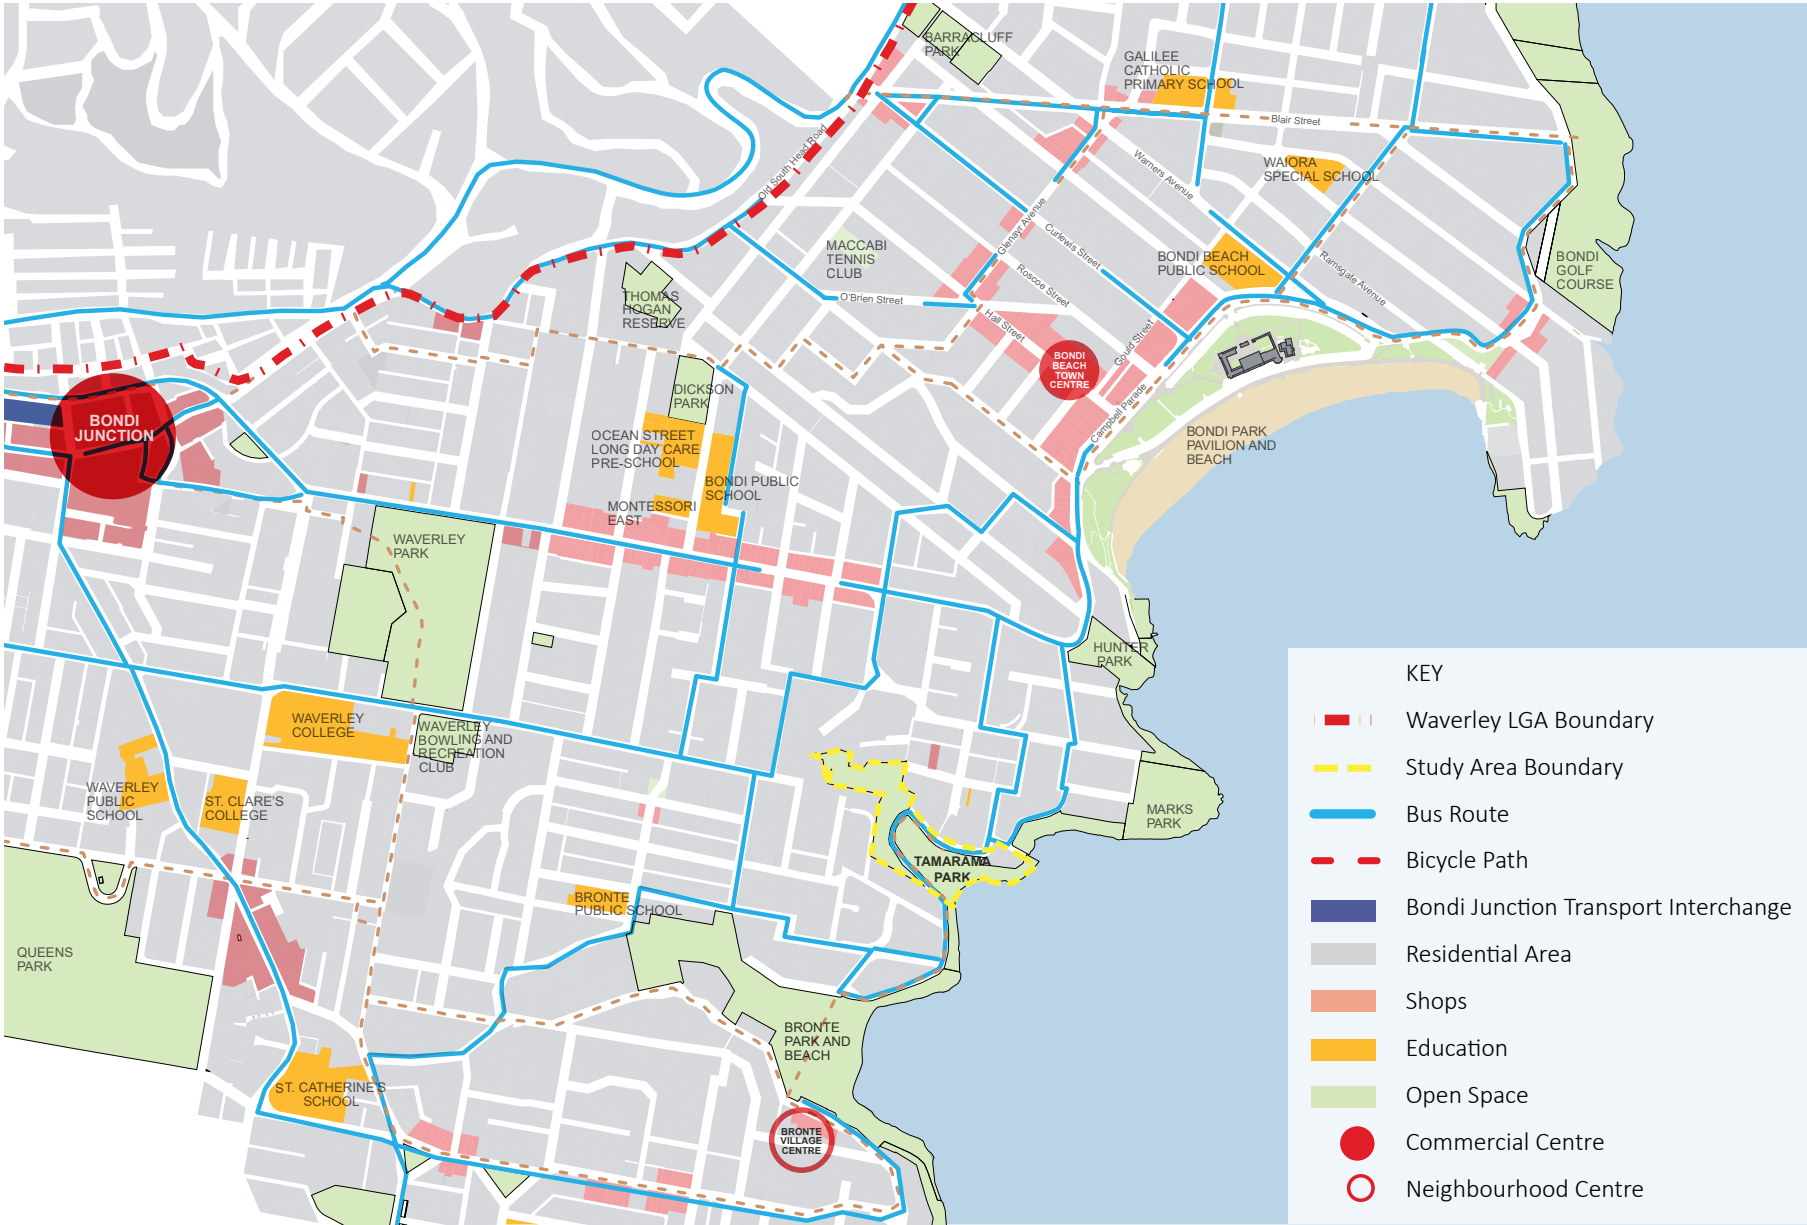 BARRACLUFF
PARK
GALILEE
CATHOLIC
PRIMARY SCHOOL
Blair Street
Old South Head Road
Warners Avenue
WAIORA
SPECIAL SCHOOL
Glenayr Avenue
Curlewis Street
MACCABI
TENNIS
CLUB
BONDI BEACH
PUBLIC SCHOOL
Ramsgate Avenue
BONDI
GOLF
COURSE
Roscoe Street
O'Brien Street
THOMAS
HOGAN
RESERVE
Hall Street
Gould Street
BONDI
BEACH
TOWN
CENTRE
DICKSON
PARK
Campbell Parade
BONDI
JUNCTION
OCEAN STREET
LONG DAY CARE
PRE-SCHOOL
BONDI PARK
PAVILION AND
BEACH
BONDI PUBLIC
SCHOOL
MONTESSORI
EAST
WAVERLEY
PARK
HUNTER
PARK
WAVERLEY
COLLEGE
WAVERLEY
BOWLING AND
RECREATION
CLUB
WAVERLEY
PUBLIC
SCHOOL
ST. CLARE'S
COLLEGE
MARKS
PARK
TAMARAMA
PARK
BRONTE
PUBLIC SCHOOL
QUEENS
PARK
BRONTE
PARK AND
BEACH
ST. CATHERINE'S
SCHOOL
BRONTE
VILLAGE
CENTRE
KEY
Waverley LGA Boundary
Study Area Boundary
Bus Route
Bicycle Path
Bondi Junction Transport Interchange
Residential Area
Shops
Education
Open Space
Commercial Centre
Neighbourhood Centre